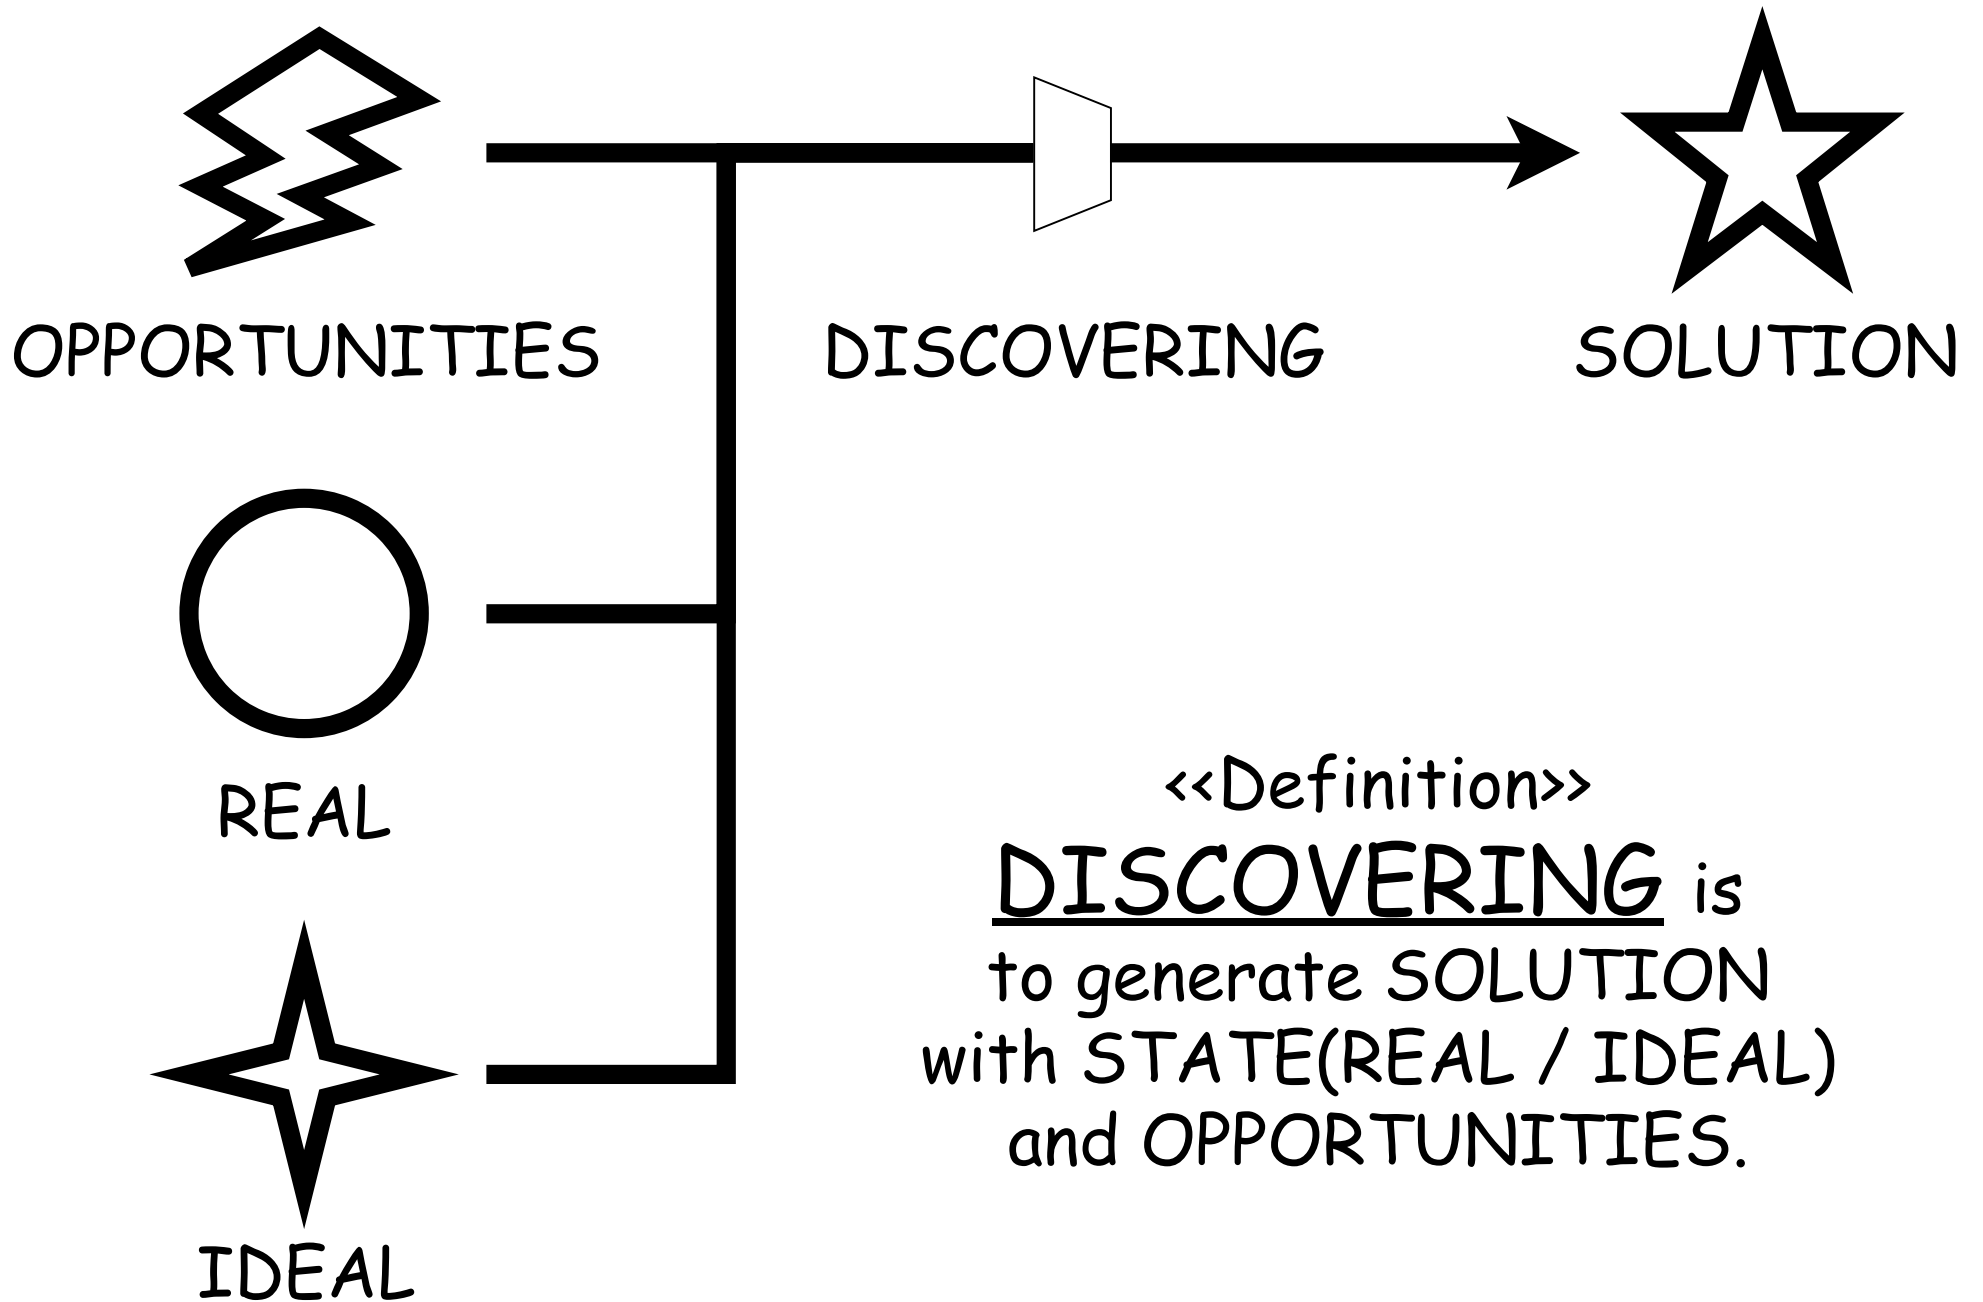 OPPORTUNITIES
DISCOVERING
SOLUTION
REAL
IDEAL
<<Definition>>
DISCOVERING is
to generate SOLUTION
with STATE(REAL / IDEAL)
and OPPORTUNITIES.